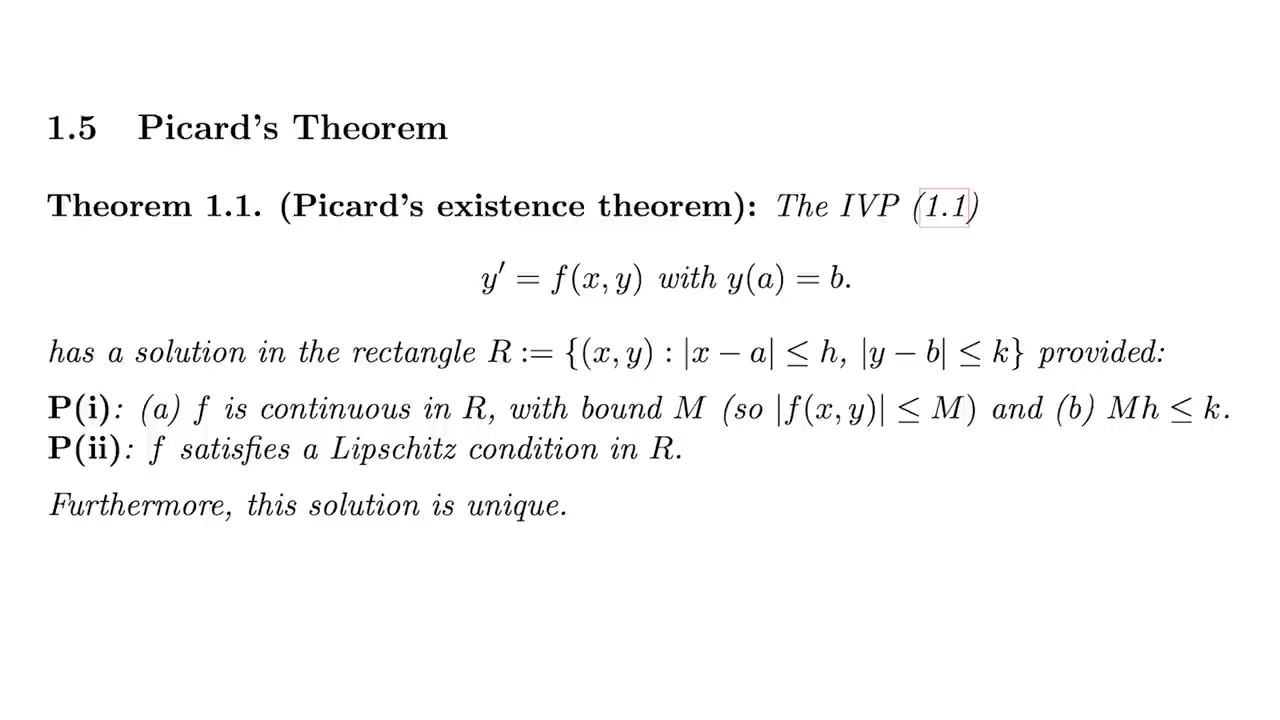 1.5 Picard's Theorem
Theorem 1.1. (Picard's existence theorem): The IVP (1.1)
y′ = f(x, y) with y(a) = b.
has a solution in the rectangle R := {(x, y) : |x − a| ≤ h, |y − b| ≤ k} provided:
P(i): (a) f is continuous in R, with bound M (so |f(x, y)| ≤ M) and (b) Mh ≤ k.
P(ii): f satisfies a Lipschitz condition in R.
Furthermore, this solution is unique.